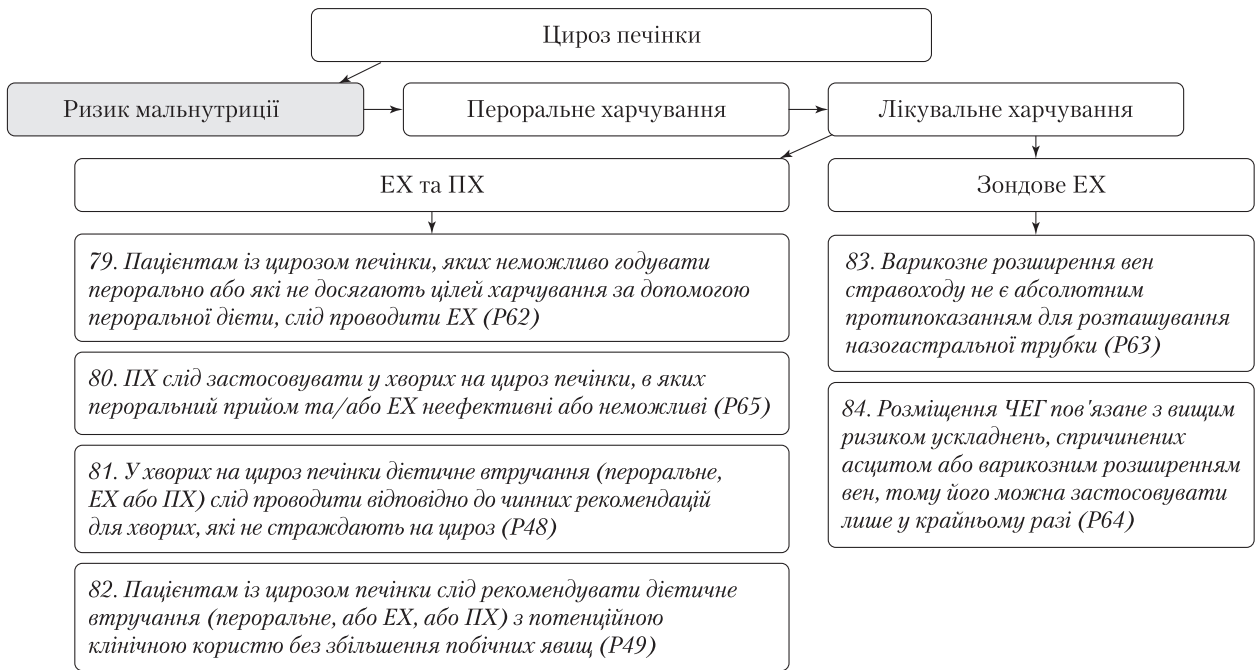 Цироз печінки
Ризик мальнутриції
Пероральне харчування
Лікувальне харчування
ЕХ та ПХ
79. Пацієнтам із цирозом печінки, яких неможливо годувати
перорально або які не досягають цілей харчування за допомогою
пероральної дієти, слід проводити ЕХ (Р62)
80. ПХ слід застосовувати у хворих на цироз печінки, в яких
пероральний прийом та/або ЕХ неефективні або неможливі (Р65)
81. У хворих на цироз печінки дієтичне втручання (пероральне,
ЕХ або ПХ) слід проводити відповідно до чинних рекомендацій
для хворих, які не страждають на цироз (Р48)
82. Пацієнтам із цирозом печінки слід рекомендувати дієтичне
втручання (пероральне, або ЕХ, або ПХ) з потенційною
клінічною користю без збільшення побічних явищ (Р49)
Зондове ЕХ
83. Варикозне розширення вен
стравоходу не є абсолютним
протипоказанням для розташування
назогастральної трубки (Р63)
84. Розміщення ЧЕГ пов'язане з вищим
ризиком ускладнень, спричинених
асцитом або варикозним розширенням
вен, тому його можна застосовувати
лише у крайньому разі (Р64)